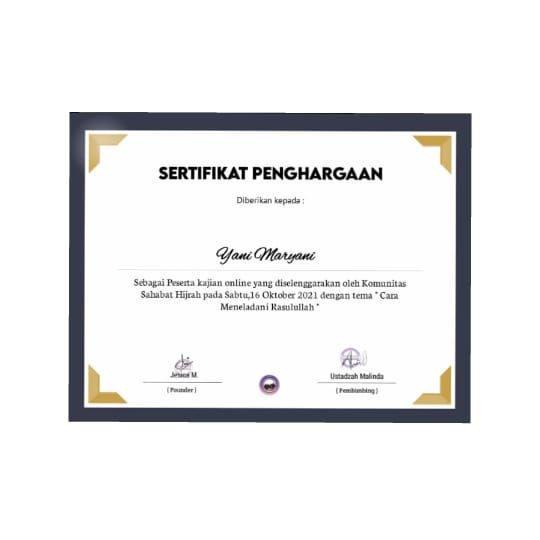 SERTIFIKAT PENGHARGAAN
Diberikan kepada :
Yani Maryani
Sebagai Peserta kajian online yang diselenggarakan oleh Komunitas
Sahabat Hijrah pada Sabtu,16 Oktober 2021 dengan tema " Cara
Meneladani Rasulullah "
Jesica M.
Ustadzah Malinda
( Founder )
( Pembimbing )